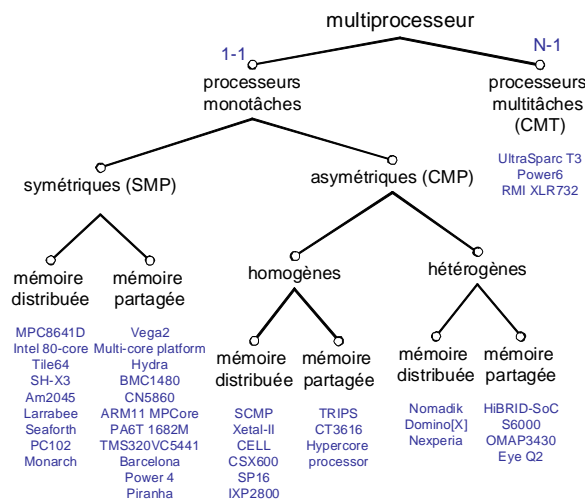 multiprocesseur
1-1
N-1
processeurs
monotâches
processeurs
multitâches
(CMT)
UltraSparc T3
Power6
RMI XLR732
symétriques (SMP)
asymétriques (CMP)
mémoire
distribuée
mémoire
partagée
homogènes
hétérogènes
MPC8641D
Intel 80-core
Tile64
SH-X3
Am2045
Larrabee
Seaforth
PC102
Monarch
Vega2
Multi-core platform
Hydra
BMC1480
CN5860
ARM11 MPCore
PA6T 1682M
TMS320VC5441
Barcelona
Power 4
Piranha
mémoire
distribuée
mémoire
partagée
SCMP
Xetal-II
CELL
CSX600
SP16
IXP2800
TRIPS
CT3616
Hypercore
processor
mémoire
distribuée
mémoire
partagée
Nomadik
Domino[X]
Nexperia
HiBRID-SoC
S6000
OMAP3430
Eye Q2